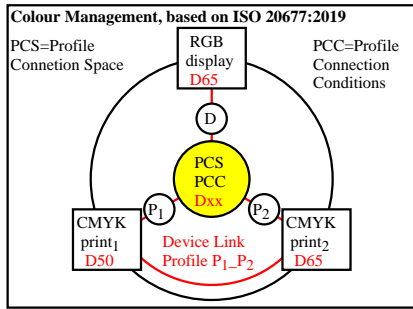 Colour Management, based on ISO 20677:2019
PCS=Profile
Connetion Space
RGB
display
D65
PCC=Profile
Connection
Conditions
D
PCS
PCC
Dxx
P1
P2
CMYK
print1
D50
Device Link
Profile P1_P2
CMYK
print2
D65